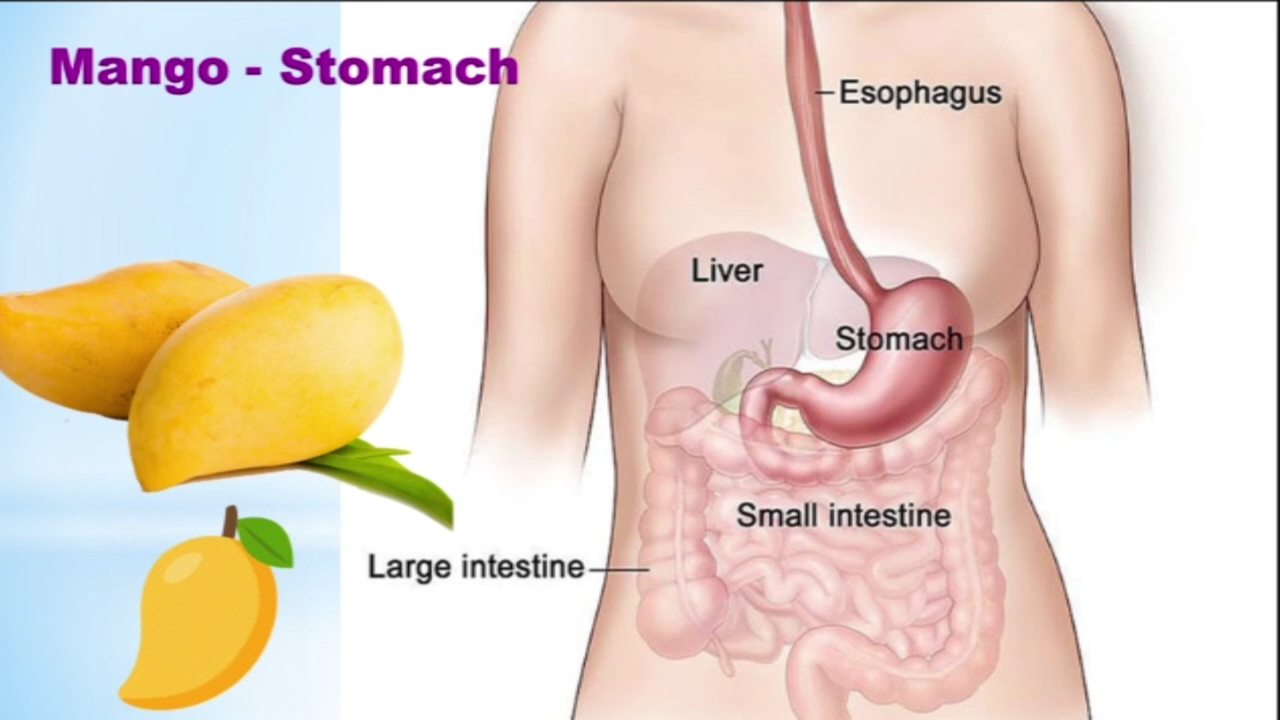 Mango - Stomach
Esophagus
Liver
Stomach
Small intestine
Large intestine